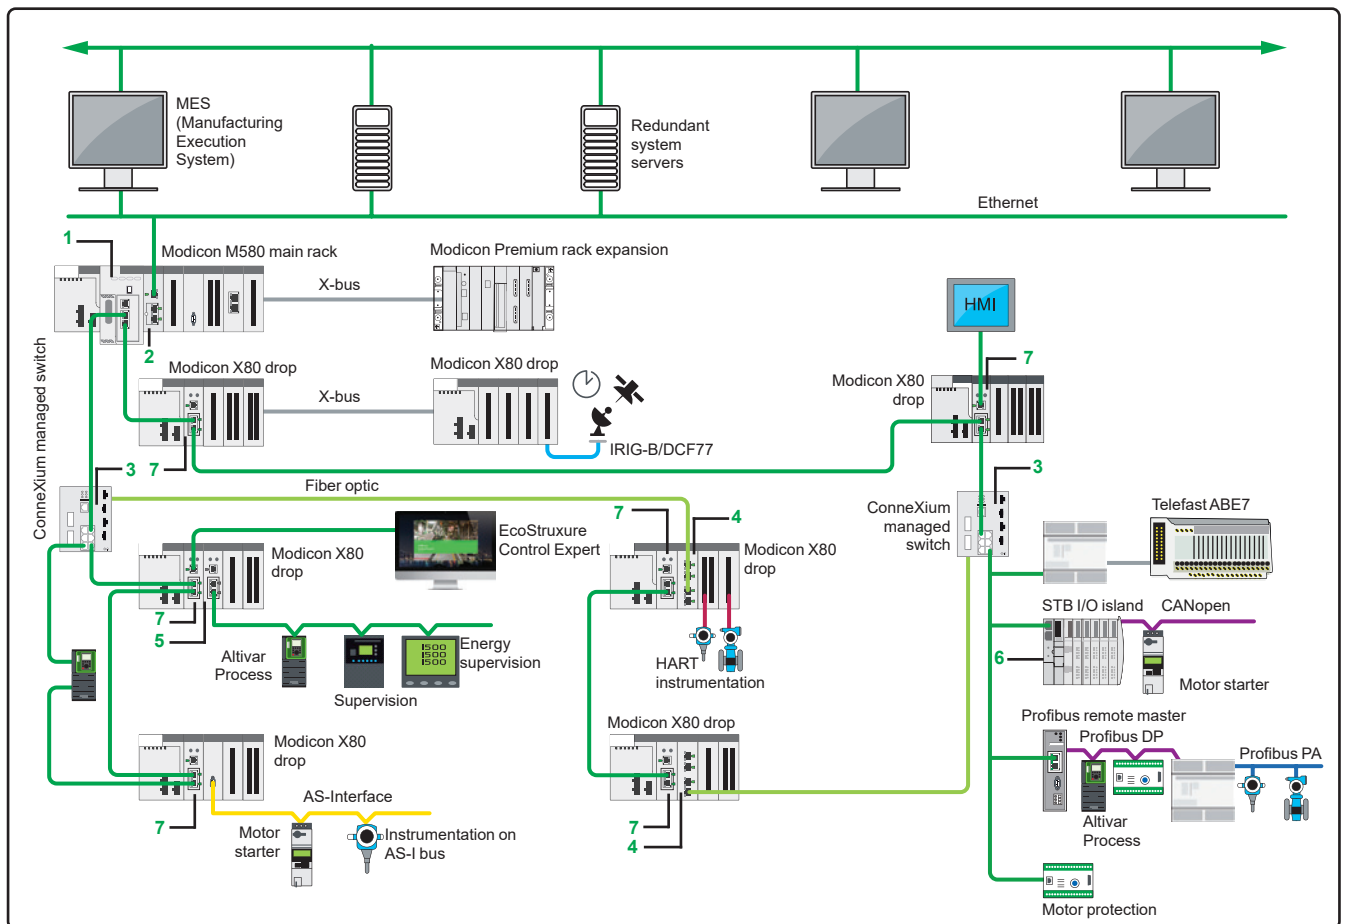 MES
(Manufacturing
Execution
System)
Redundant
system
servers
Ethernet
1
Modicon M580 main rack
X-bus
Modicon Premium rack expansion
2
HMI
7
Modicon X80 drop
X-bus
Modicon X80 drop
Modicon X80
drop
IRIG-B/DCF77
ConneXium managed switch
3
7
Fiber optic
3
ConneXium
managed
switch
Telefast ABE7
Modicon X80
drop
EcoStruxure
Control Expert
7
4
Modicon X80
drop
7
5
Altivar
Process
Supervision
1500
1500
1500
Energy
supervision
HART
instrumentation
STB I/O island
CANopen
6
Motor starter
Modicon X80
drop
7
AS-Interface
Motor
starter
Instrumentation on
AS-I bus
Modicon X80 drop
7
4
Profibus remote master
Profibus DP
Profibus PA
Altivar
Process
Motor protection